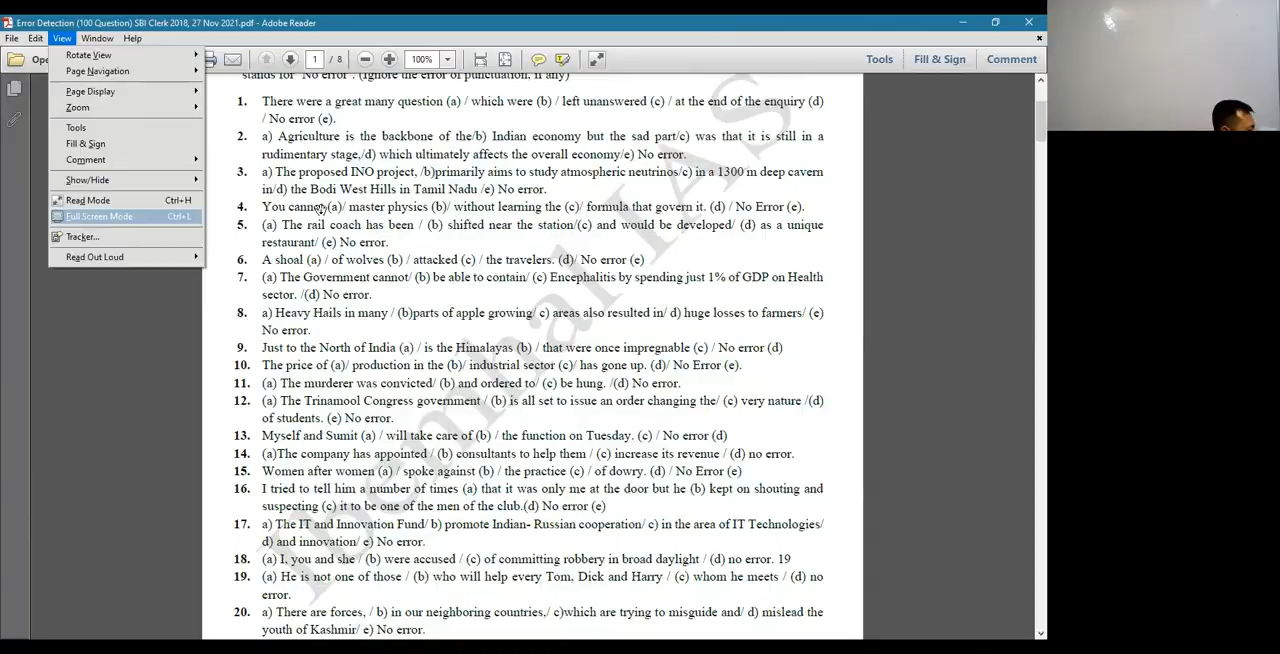 Error Detection (100 Question) SBI Clerk 2018, 27 Nov 2021.pdf - Adobe Reader
File Edit View Window Help
1 / 8 100% Tools Fill & Sign Comment
Rotate View
Page Navigation
Page Display
Zoom
Tools
Fill & Sign
Comment
Show/Hide
Read Mode Ctrl+H
Full Screen Mode Ctrl+L
Tracker...
Read Out Loud
stands for 'No error'. (Ignore the error of punctuation, if any)
1. There were a great many question (a) / which were (b) / left unanswered (c) / at the end of the enquiry (d)
/ No error (e).
2. a) Agriculture is the backbone of the/b) Indian economy but the sad part/c) was that it is still in a
rudimentary stage,/d) which ultimately affects the overall economy/e) No error.
3. a) The proposed INO project, /b)primarily aims to study atmospheric neutrinos/c) in a 1300 m deep cavern
in/d) the Bodi West Hills in Tamil Nadu /e) No error.
4. You cannot (a)/ master physics (b)/ without learning the (c)/ formula that govern it. (d) / No Error (e).
5. (a) The rail coach has been / (b) shifted near the station/(c) and would be developed/ (d) as a unique
restaurant/ (e) No error.
6. A shoal (a) / of wolves (b) / attacked (c) / the travelers. (d)/ No error (e)
7. (a) The Government cannot/ (b) be able to contain/ (c) Encephalitis by spending just 1% of GDP on Health
sector. /(d) No error.
8. a) Heavy Hails in many / (b)parts of apple growing/ c) areas also resulted in/ d) huge losses to farmers/ (e)
No error.
9. Just to the North of India (a) / is the Himalayas (b) / that were once impregnable (c) / No error (d)
10. The price of (a)/ production in the (b)/ industrial sector (c)/ has gone up. (d)/ No Error (e).
11. (a) The murderer was convicted/ (b) and ordered to/ (c) be hung. /(d) No error.
12. (a) The Trinamool Congress government / (b) is all set to issue an order changing the/ (c) very nature /(d)
of students. (e) No error.
13. Myself and Sumit (a) / will take care of (b) / the function on Tuesday. (c) / No error (d)
14. (a)The company has appointed / (b) consultants to help them / (c) increase its revenue / (d) no error.
15. Women after women (a) / spoke against (b) / the practice (c) / of dowry. (d) / No Error (e)
16. I tried to tell him a number of times (a) that it was only me at the door but he (b) kept on shouting and
suspecting (c) it to be one of the men of the club.(d) No error (e)
17. a) The IT and Innovation Fund/ b) promote Indian- Russian cooperation/ c) in the area of IT Technologies/
d) and innovation/ e) No error.
18. (a) I, you and she / (b) were accused / (c) of committing robbery in broad daylight / (d) no error. 19
19. (a) He is not one of those / (b) who will help every Tom, Dick and Harry / (c) whom he meets / (d) no
error.
20. a) There are forces, / b) in our neighboring countries,/ c)which are trying to misguide and/ d) mislead the
youth of Kashmir/ e) No error.
Ibemhal IAS